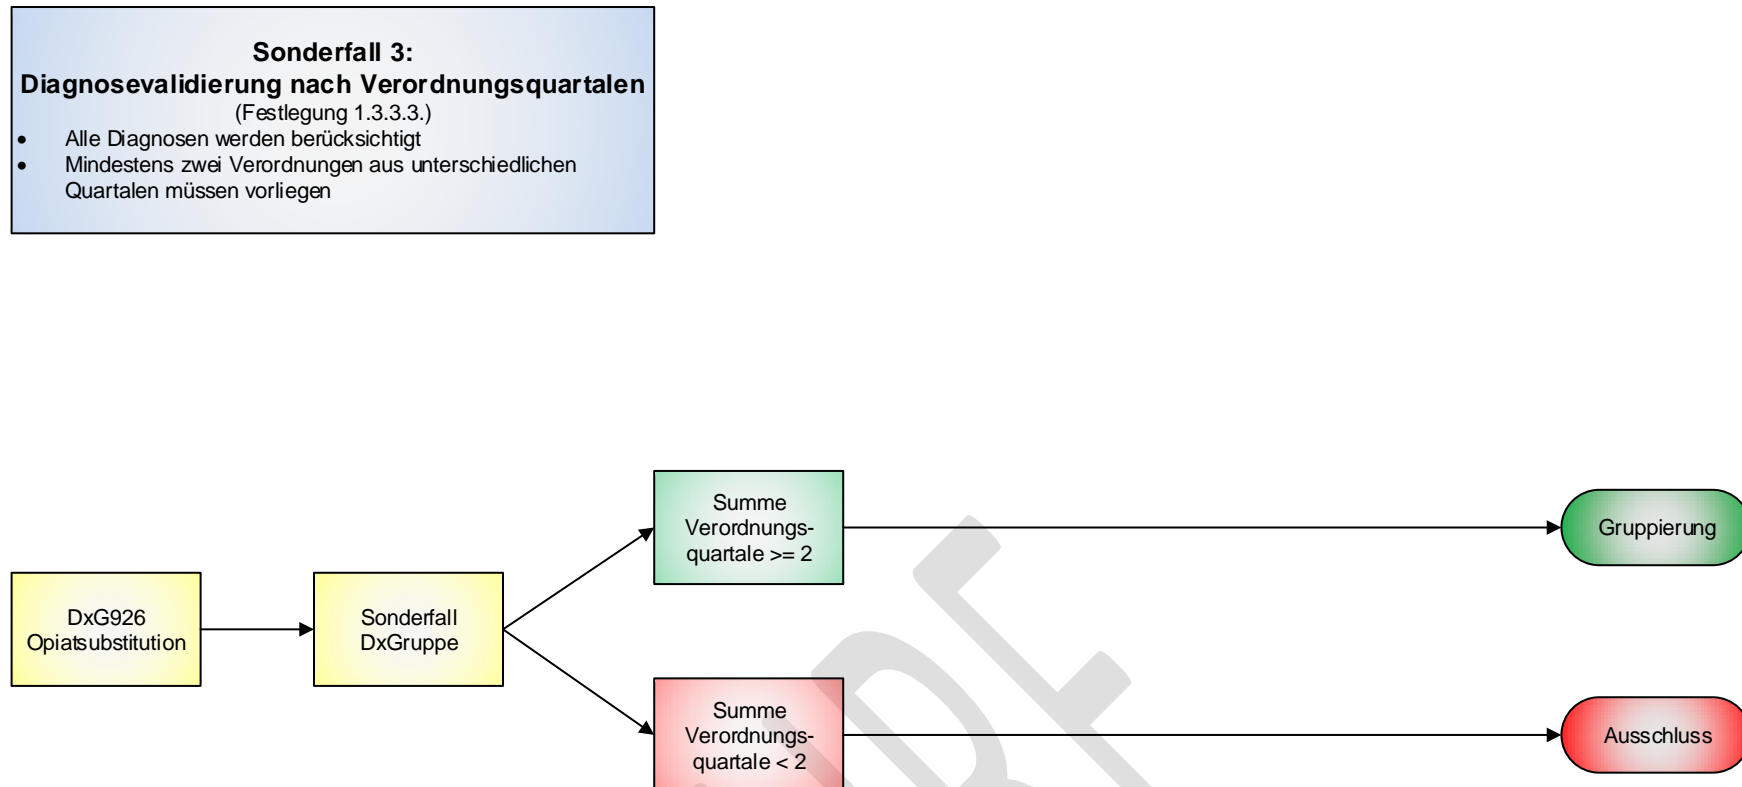 Sonderfall 3:
Diagnosevalidierung nach Verordnungsquartalen
(Festlegung 1.3.3.3.)
• Alle Diagnosen werden berücksichtigt
• Mindestens zwei Verordnungen aus unterschiedlichen
Quartalen müssen vorliegen
DxG926
Opiatsubstitution
Sonderfall
DxGruppe
Summe
Verordnungs-
quartale >= 2
Gruppierung
Summe
Verordnungs-
quartale < 2
Ausschluss